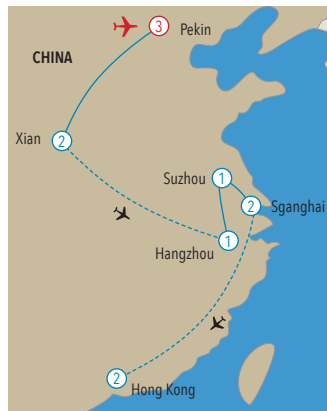 3
Pekin
CHINA
Xian
2
Suzhou
1
2
Sganghai
Hangzhou
1
2
Hong Kong